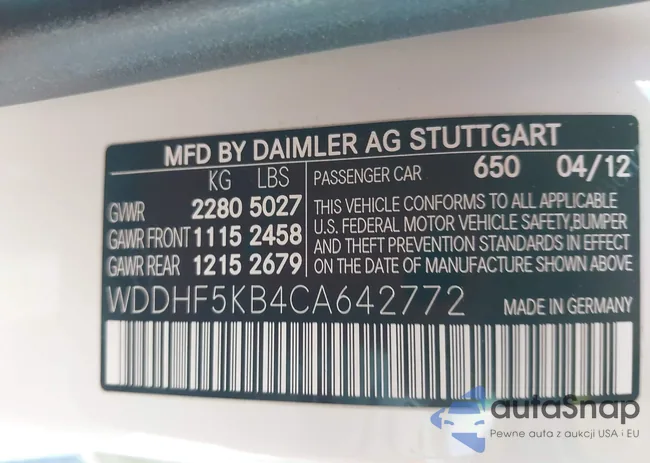 MFD BY DAIMLER AG STUTTGART
KG LBS
GVWR 2280 5027
GAWR FRONT 1115 2458
GAWR REAR 1215 2679
PASSENGER CAR 650 04/12
THIS VEHICLE CONFORMS TO ALL APPLICABLE
U.S. FEDERAL MOTOR VEHICLE SAFETY,BUMPER
AND THEFT PREVENTION STANDARDS IN EFFECT
ON THE DATE OF MANUFACTURE SHOWN ABOVE
WDDHF5KB4CA642772
MADE IN GERMANY
autaSnap
Pewne auta z aukcji USA i EU